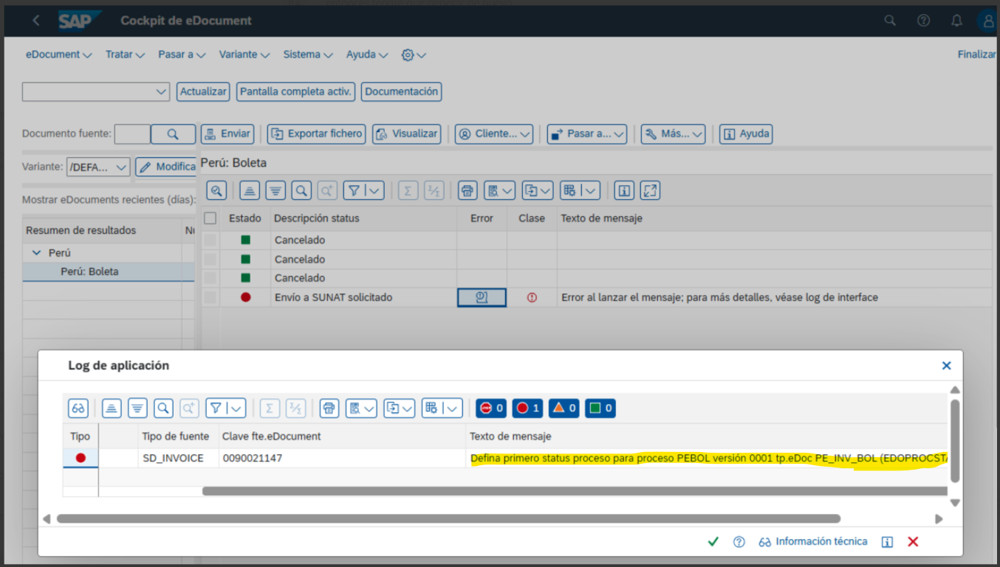 SAP Cockpit de eDocument
eDocument Tratar Pasar a Variante Sistema Ayuda Finalizar
Actualizar Pantalla completa activ. Documentación
Documento fuente: Enviar Exportar fichero Visualizar Cliente... Pasar a... Más... Ayuda
Variante: /DEFA... Modifica Perú: Boleta
Mostrar eDocuments recientes (días):
Estado Descripción status Error Clase Texto de mensaje
Resumen de resultados
Cancelado
Perú
Cancelado
Perú: Boleta
Cancelado
Envío a SUNAT solicitado Error al lanzar el mensaje; para más detalles, véase log de interface
Log de aplicación
0 1 0 0
Tipo Tipo de fuente Clave fte.eDocument Texto de mensaje
SD_INVOICE 0090021147 Defina primero status proceso para proceso PEBOL versión 0001 tp.eDoc PE_INV_BOL (EDOPROCSTA
Información técnica